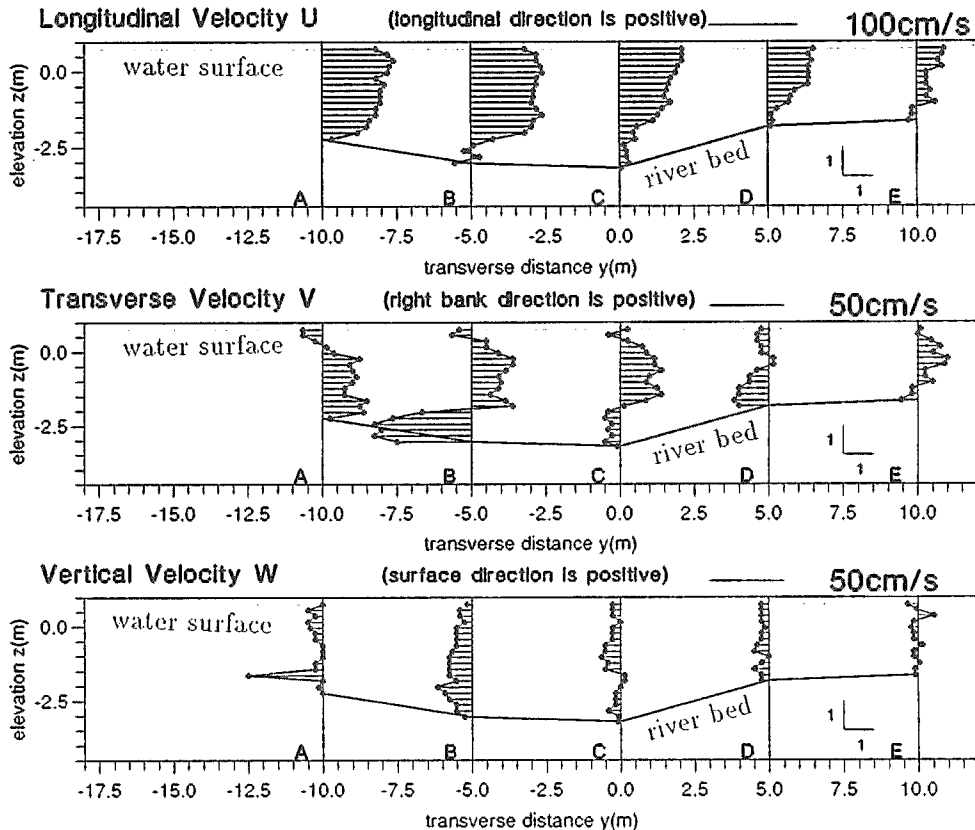 Longitudinal Velocity U (longitudinal direction is positive) 100cm/s
water surface
elevation z(m)
0.0
-2.5
river bed
1
1
A B C D E
-17.5 -15.0 -12.5 -10.0 -7.5 -5.0 -2.5 0.0 2.5 5.0 7.5 10.0
transverse distance y(m)
Transverse Velocity V (right bank direction is positive) 50cm/s
water surface
elevation z(m)
0.0
-2.5
river bed
1
1
A B C D E
-17.5 -15.0 -12.5 -10.0 -7.5 -5.0 -2.5 0.0 2.5 5.0 7.5 10.0
transverse distance y(m)
Vertical Velocity W (surface direction is positive) 50cm/s
water surface
elevation z(m)
0.0
-2.5
river bed
1
1
A B C D E
-17.5 -15.0 -12.5 -10.0 -7.5 -5.0 -2.5 0.0 2.5 5.0 7.5 10.0
transverse distance y(m)